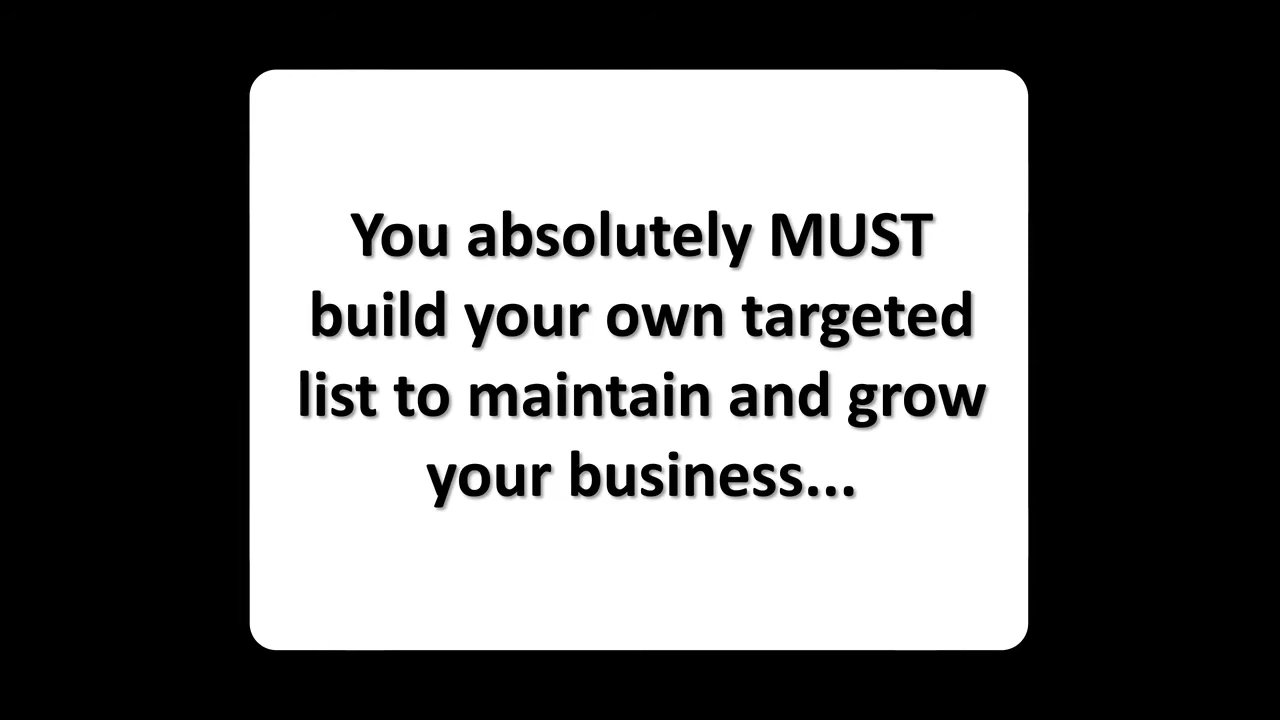 You absolutely MUST
build your own targeted
list to maintain and grow
your business...